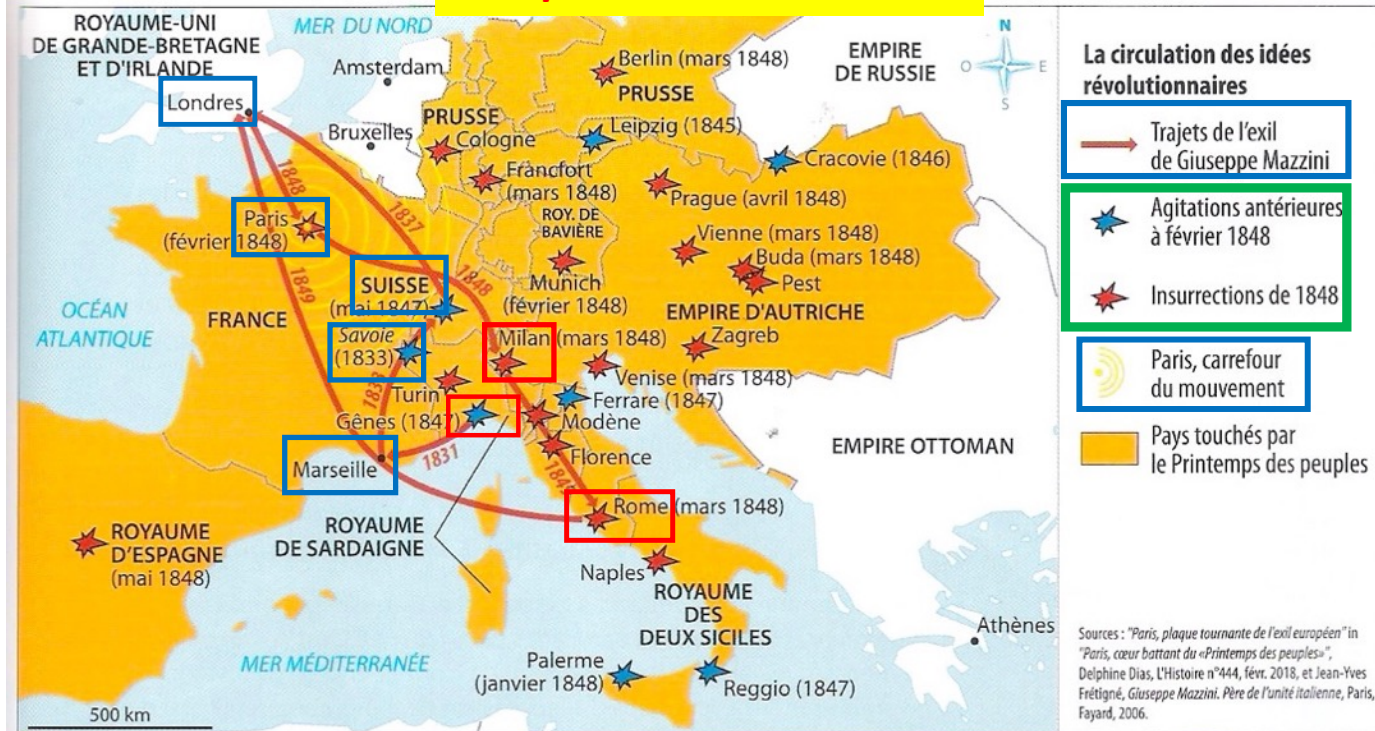 ROYAUME-UNI
DE GRANDE-BRETAGNE
ET D'IRLANDE
MER DU NORD
Londres
Amsterdam
Bruxelles
Berlin (mars 1848)
PRUSSE
PRUSSE
Cologne
Leipzig (1845)
EMPIRE
DE RUSSIE
Cracovie (1846)
Francfort
(mars 1848)
Prague (avril 1848)
ROY. DE
BAVIÈRE
Munich
(février 1848)
Vienne (mars 1848)
Buda (mars 1848)
Pest
EMPIRE D'AUTRICHE
Zagreb
Paris
(février 1848)
1848
1837
1849
1848
SUISSE
(mai 1847)
Savoie
(1833)
1833
OCÉAN
ATLANTIQUE
FRANCE
Milan (mars 1848)
Venise (mars 1848)
Turin
Ferrare (1847)
Gênes (1847)
Modène
Florence
1831
Marseille
Rome (mars 1848)
EMPIRE OTTOMAN
ROYAUME
DE SARDAIGNE
ROYAUME
D'ESPAGNE
(mai 1848)
Naples
ROYAUME
DES
DEUX SICILES
MER MÉDITERRANÉE
Palerme
(janvier 1848)
Reggio (1847)
Athènes
500 km
N
O
E
S
La circulation des idées
révolutionnaires
Trajets de l'exil
de Giuseppe Mazzini
Agitations antérieures
à février 1848
Insurrections de 1848
Paris, carrefour
du mouvement
Pays touchés par
le Printemps des peuples
Sources : "Paris, plaque tournante de l'exil européen" in
"Paris, cœur battant du «Printemps des peuples»",
Delphine Dias, L'Histoire n°444, févr. 2018, et Jean-Yves
Frétigné, Giuseppe Mazzini. Père de l'unité italienne, Paris,
Fayard, 2006.